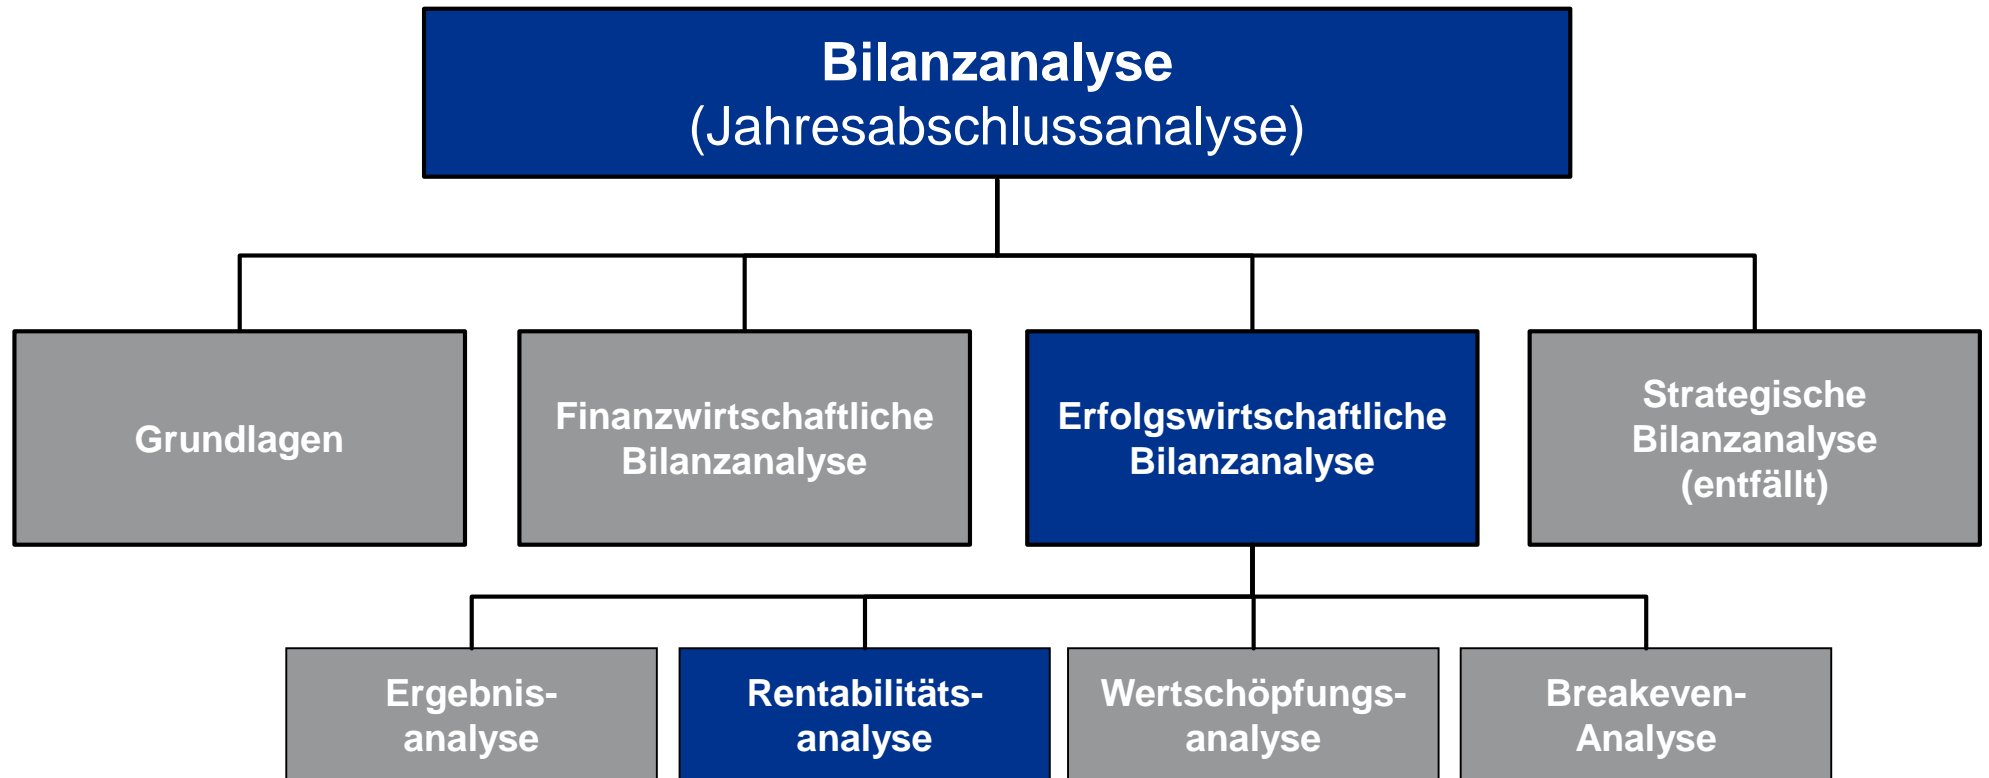 Bilanzanalyse
(Jahresabschlussanalyse)
Grundlagen
Finanzwirtschaftliche
Bilanzanalyse
Erfolgswirtschaftliche
Bilanzanalyse
Strategische
Bilanzanalyse
(entfällt)
Ergebnis-
analyse
Rentabilitäts-
analyse
Wertschöpfungs-
analyse
Breakeven-
Analyse